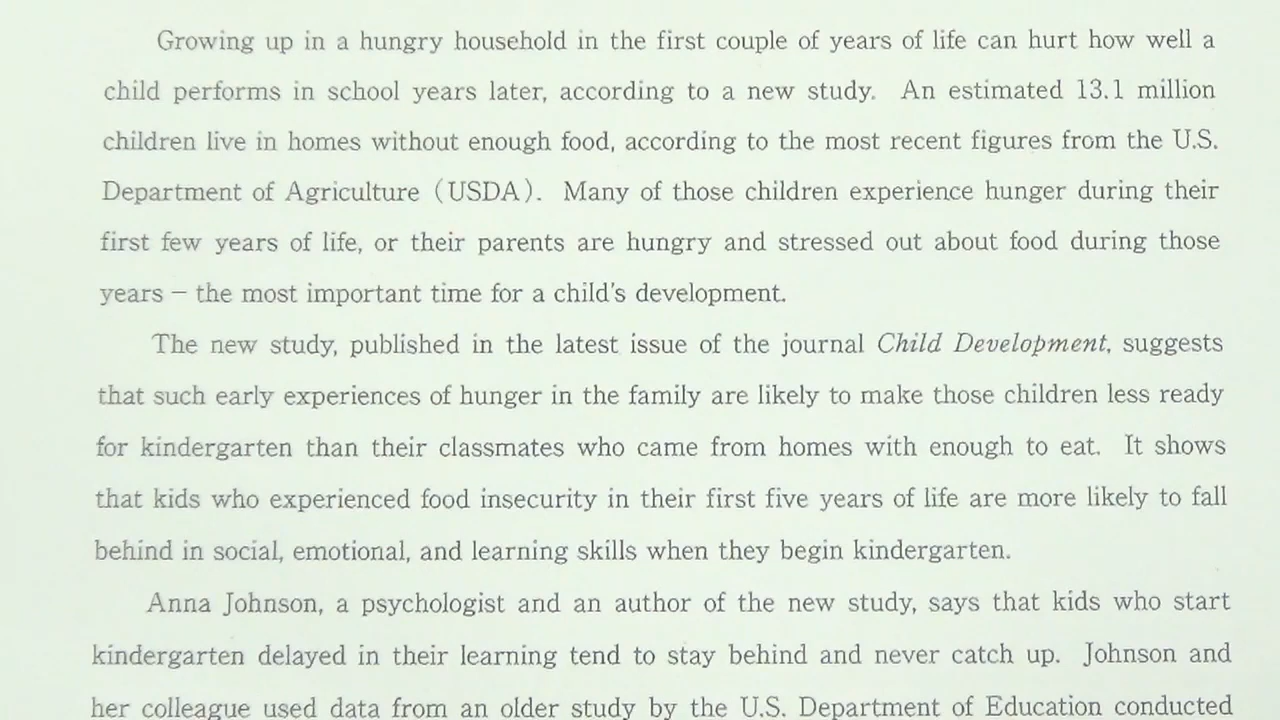 Growing up in a hungry household in the first couple of years of life can hurt how well a
child performs in school years later, according to a new study. An estimated 13.1 million
children live in homes without enough food, according to the most recent figures from the U.S.
Department of Agriculture (USDA). Many of those children experience hunger during their
first few years of life, or their parents are hungry and stressed out about food during those
years – the most important time for a child's development.
The new study, published in the latest issue of the journal Child Development, suggests
that such early experiences of hunger in the family are likely to make those children less ready
for kindergarten than their classmates who came from homes with enough to eat. It shows
that kids who experienced food insecurity in their first five years of life are more likely to fall
behind in social, emotional, and learning skills when they begin kindergarten.
Anna Johnson, a psychologist and an author of the new study, says that kids who start
kindergarten delayed in their learning tend to stay behind and never catch up. Johnson and
her colleague used data from an older study by the U.S. Department of Education conducted